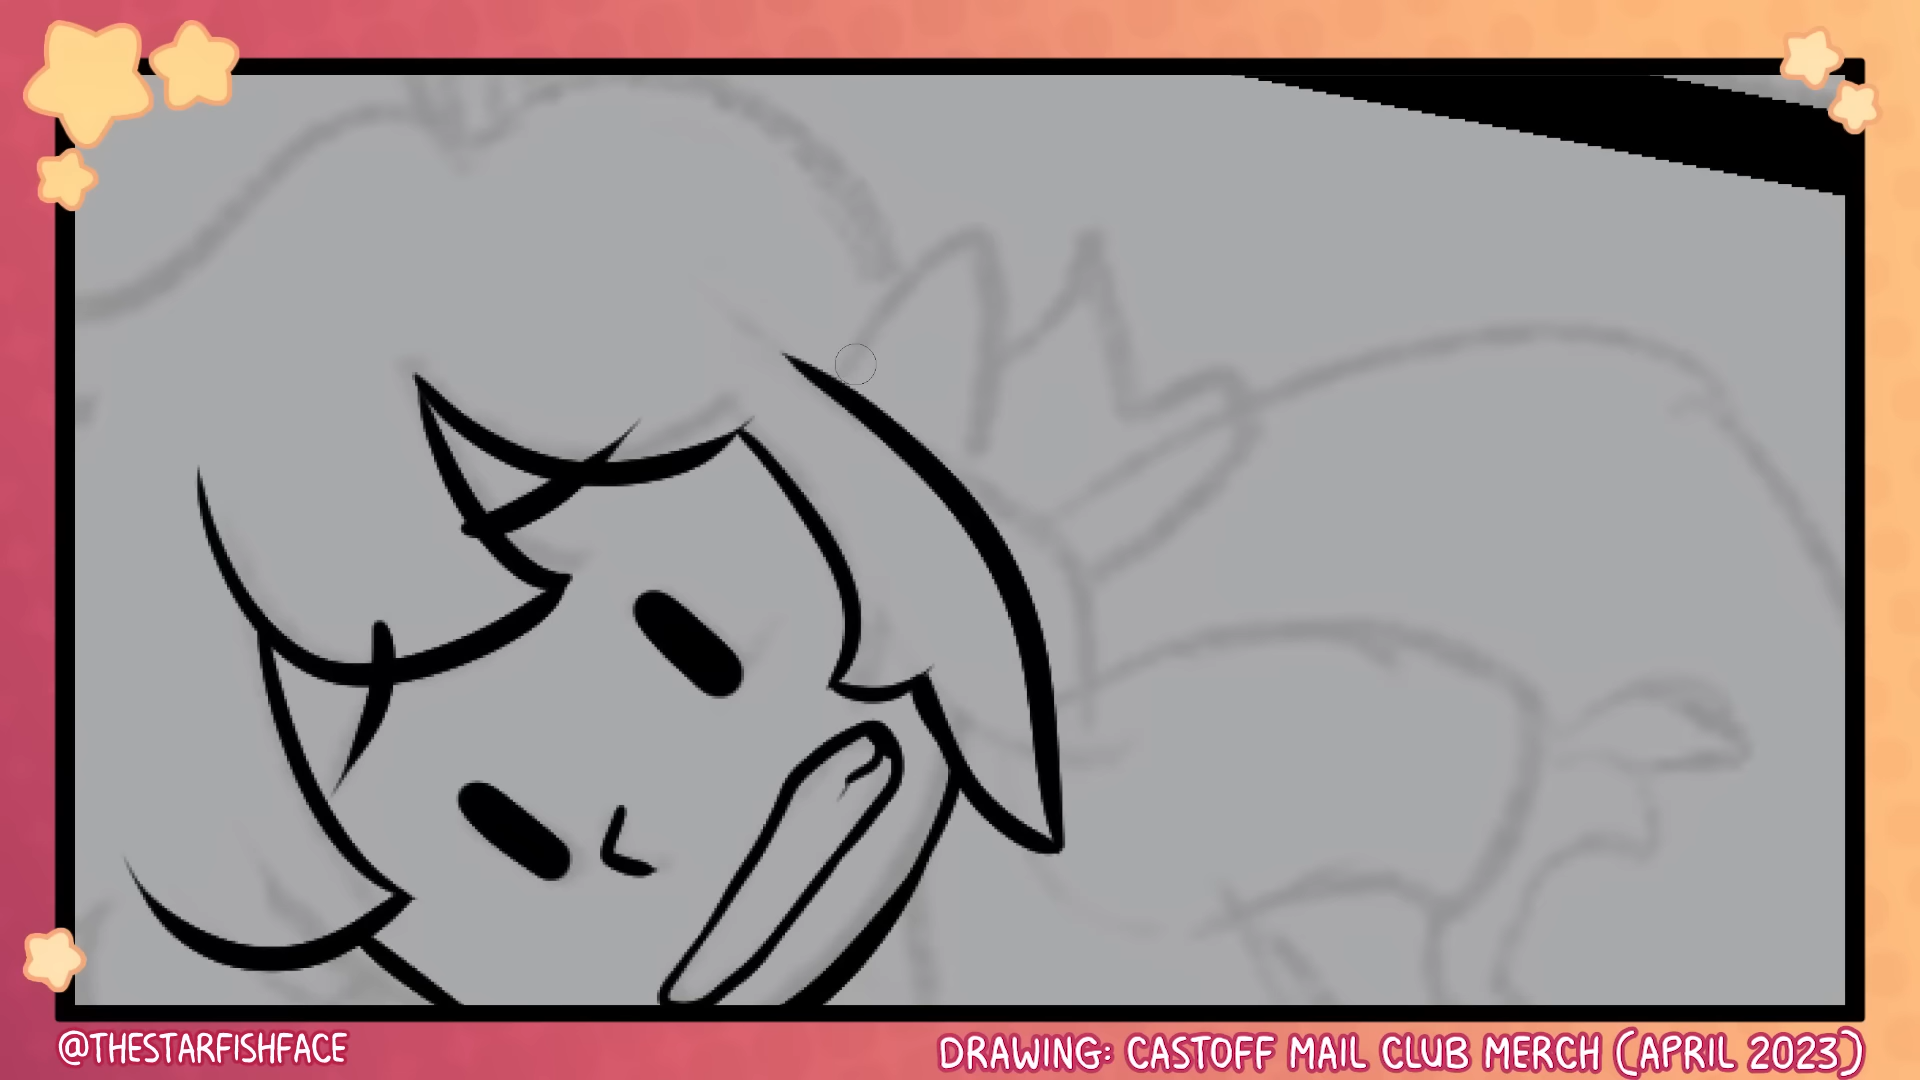 @THESTARFISHFACE
DRAWING: CASTOFF MAIL CLUB MERCH (APRIL 2023)